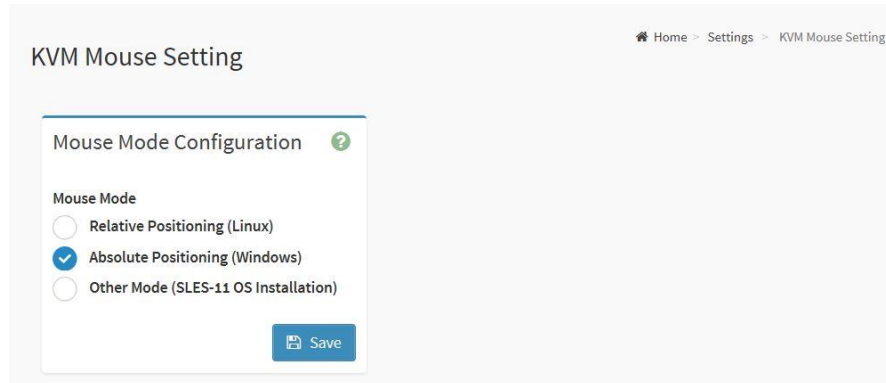 Home > Settings > KVM Mouse Setting
KVM Mouse Setting
Mouse Mode Configuration ?
Mouse Mode
Relative Positioning (Linux)
Absolute Positioning (Windows)
Other Mode (SLES-11 OS Installation)
Save